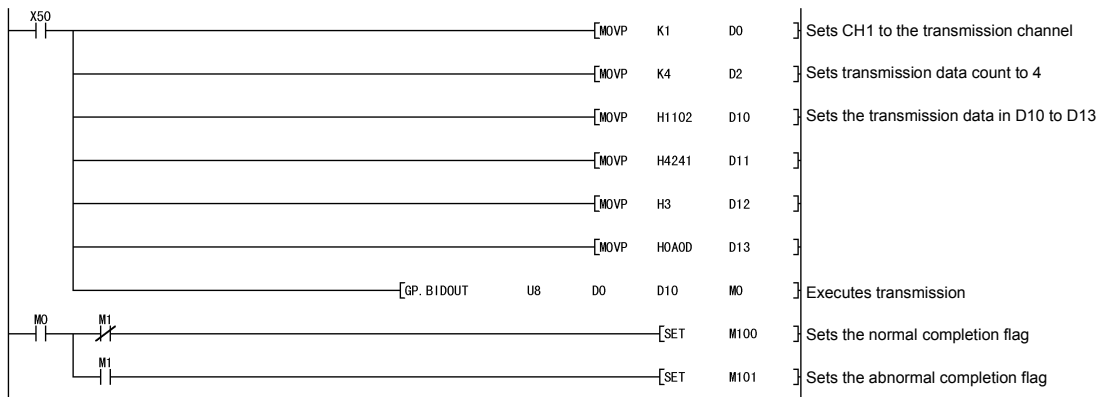 X50
MOVP K1 D0 Sets CH1 to the transmission channel
MOVP K4 D2 Sets transmission data count to 4
MOVP H1102 D10 Sets the transmission data in D10 to D13
MOVP H4241 D11
MOVP H3 D12
MOVP H0A0D D13
GP.BIDOUT U8 D0 D10 M0 Executes transmission
M0 M1
SET M100 Sets the normal completion flag
M1
SET M101 Sets the abnormal completion flag